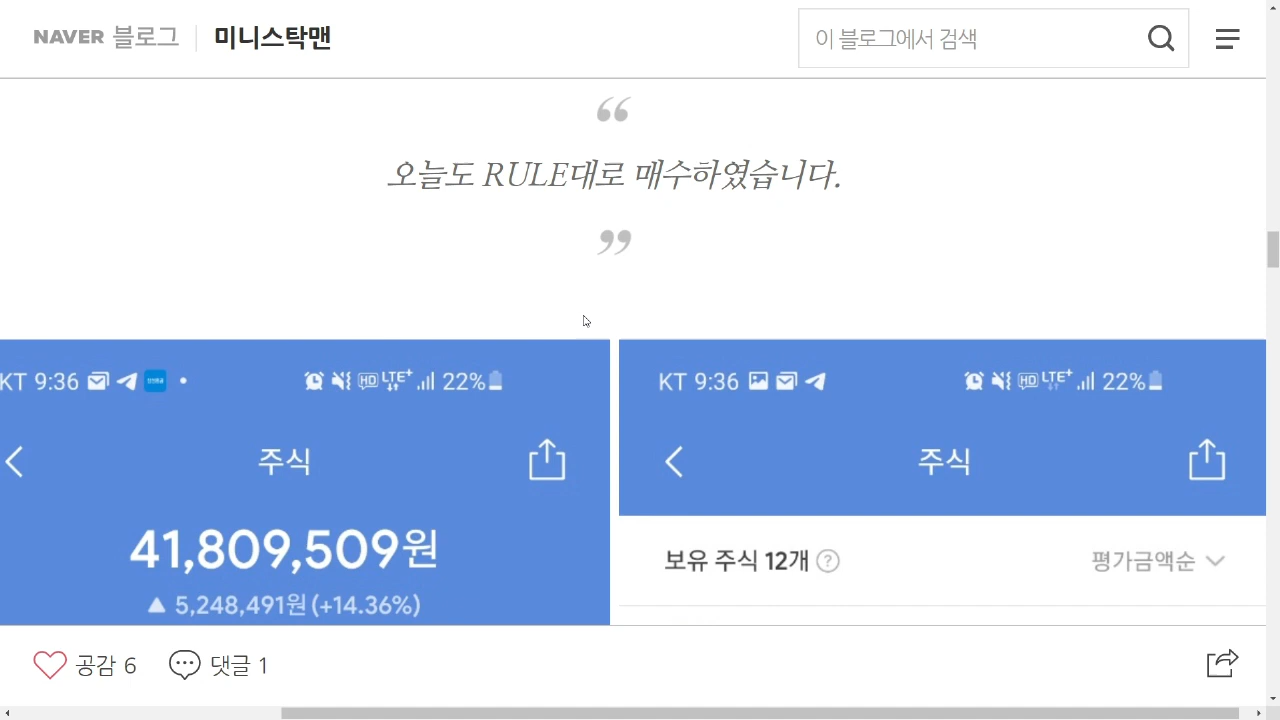 NAVER 블로그 미니스탁맨
이 블로그에서 검색
“
오늘도 RULE대로 매수하였습니다.
”
KT 9:36 HD LTE+ 22%
주식
41,809,509원
▲ 5,248,491원 (+14.36%)
KT 9:36 HD LTE+ 22%
주식
보유 주식 12개 ?
평가금액순
공감 6 댓글 1